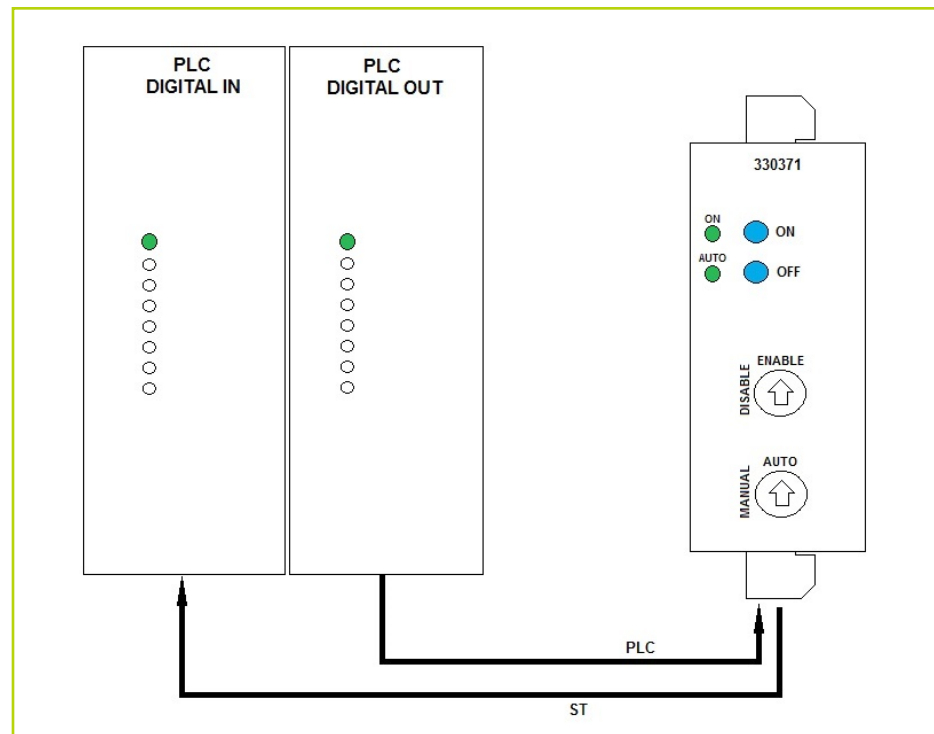 PLC
DIGITAL IN
PLC
DIGITAL OUT
330371
ON
ON
AUTO
OFF
ENABLE
DISABLE
AUTO
MANUAL
PLC
ST